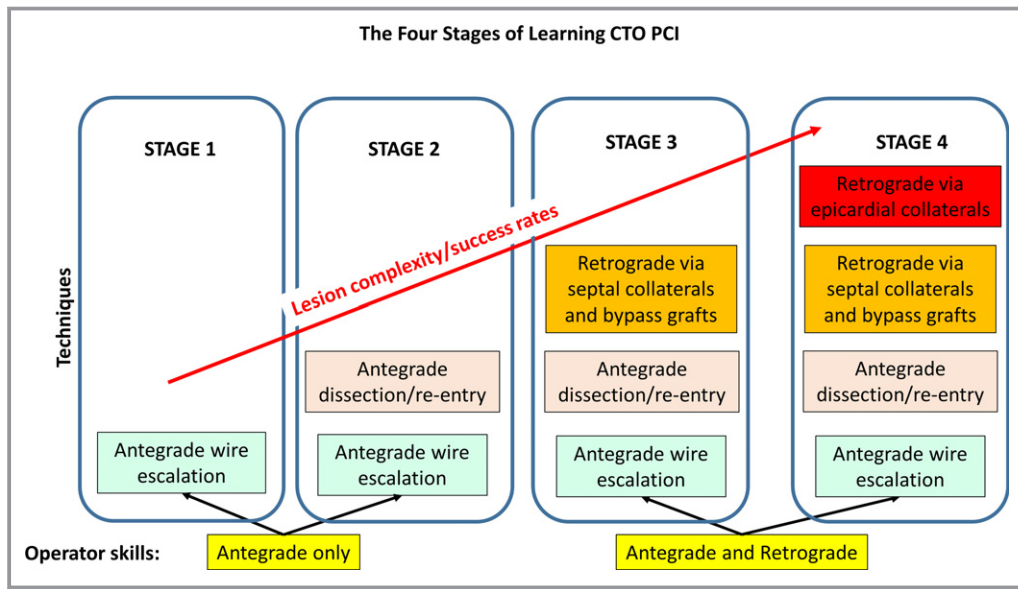 The Four Stages of Learning CTO PCI
STAGE 1
STAGE 2
STAGE 3
STAGE 4
Techniques
Lesion complexity/success rates
Antegrade wire
escalation
Antegrade
dissection/re-entry
Antegrade wire
escalation
Retrograde via
septal collaterals
and bypass grafts
Antegrade
dissection/re-entry
Antegrade wire
escalation
Retrograde via
epicardial collaterals
Retrograde via
septal collaterals
and bypass grafts
Antegrade
dissection/re-entry
Antegrade wire
escalation
Operator skills:
Antegrade only
Antegrade and Retrograde